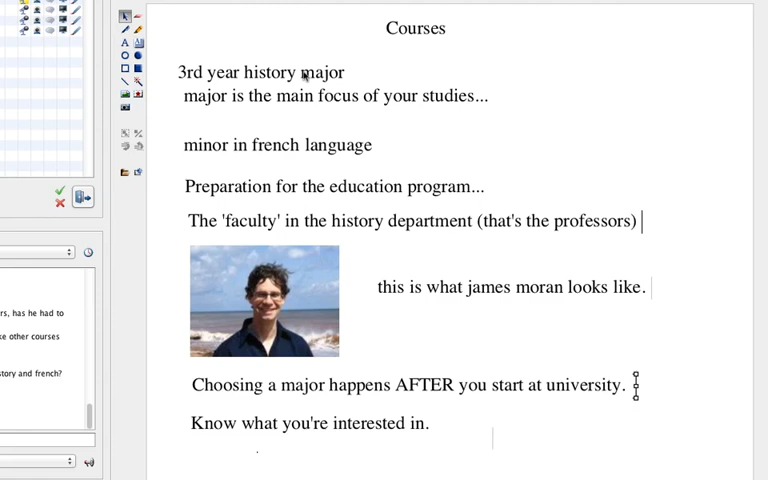 Courses
3rd year history major
major is the main focus of your studies...
minor in french language
Preparation for the education program...
The 'faculty' in the history department (that's the professors)
this is what james moran looks like.
Choosing a major happens AFTER you start at university.
Know what you're interested in.
rs, has he had to
ke other courses
story and french?